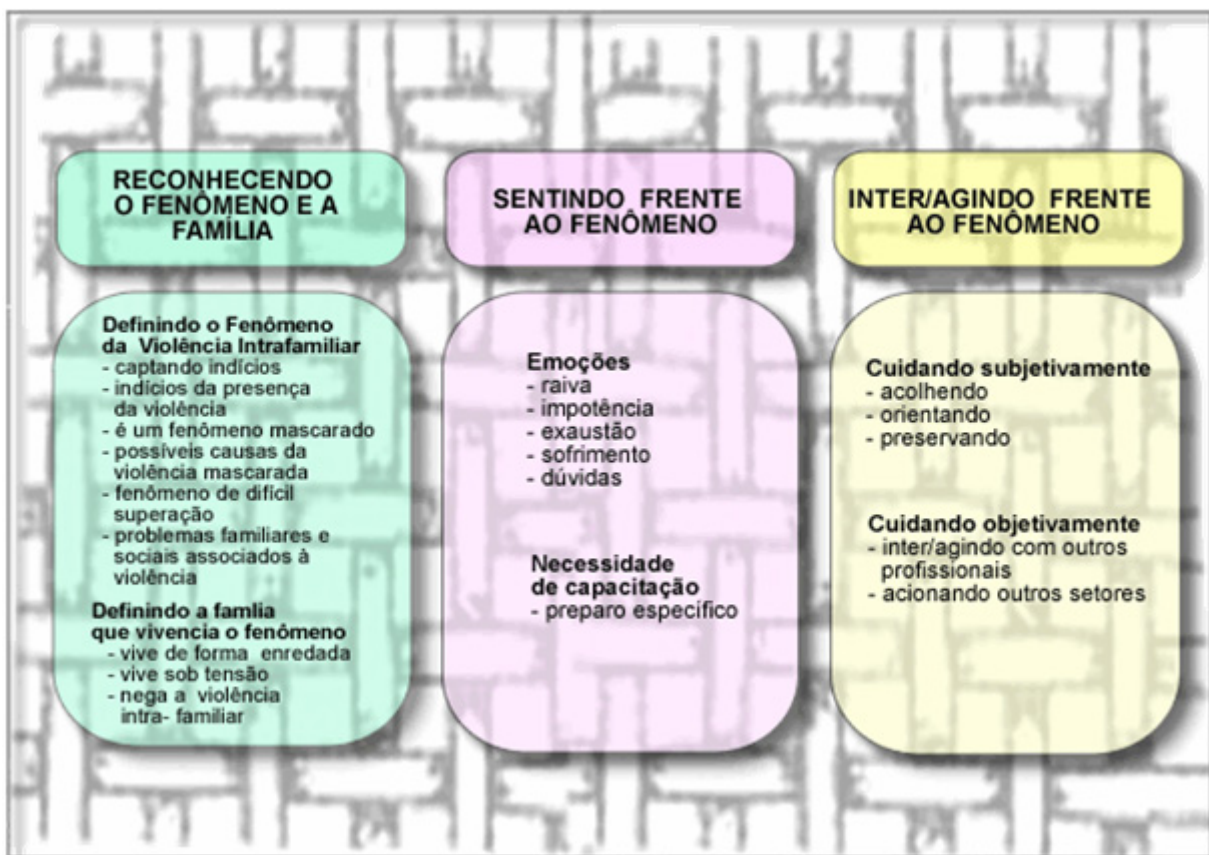 RECONHECENDO
O FENÔMENO E A
FAMÍLIA
Definindo o Fenômeno
da Violência Intrafamiliar
- captando indícios
- indícios da presença
da violência
- é um fenômeno mascarado
- possíveis causas da
violência mascarada
- fenômeno de difícil
superação
- problemas familiares e
sociais associados à
violência
Definindo a famlia
que vivencia o fenômeno
- vive de forma enredada
- vive sob tensão
- nega a violência
intra- familiar
SENTINDO FRENTE
AO FENÔMENO
Emoções
- raiva
- impotência
- exaustão
- sofrimento
- dúvidas
Necessidade
de capacitação
- preparo específico
INTER/AGINDO FRENTE
AO FENÔMENO
Cuidando subjetivamente
- acolhendo
- orientando
- preservando
Cuidando objetivamente
- inter/agindo com outros
profissionais
- acionando outros setores